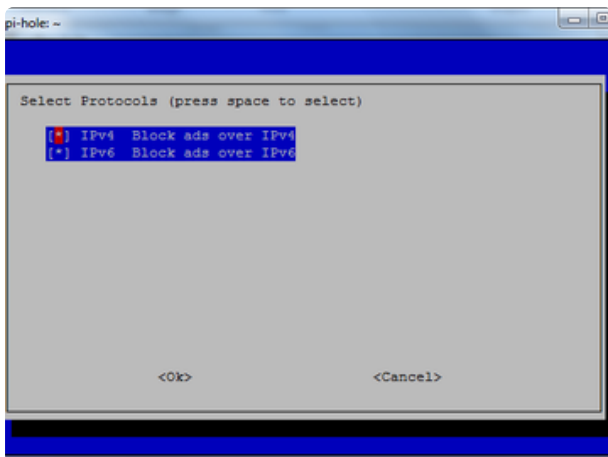 pi-hole: ~
Select Protocols (press space to select)
[*] IPv4 Block ads over IPv4
[*] IPv6 Block ads over IPv6
<Ok> <Cancel>